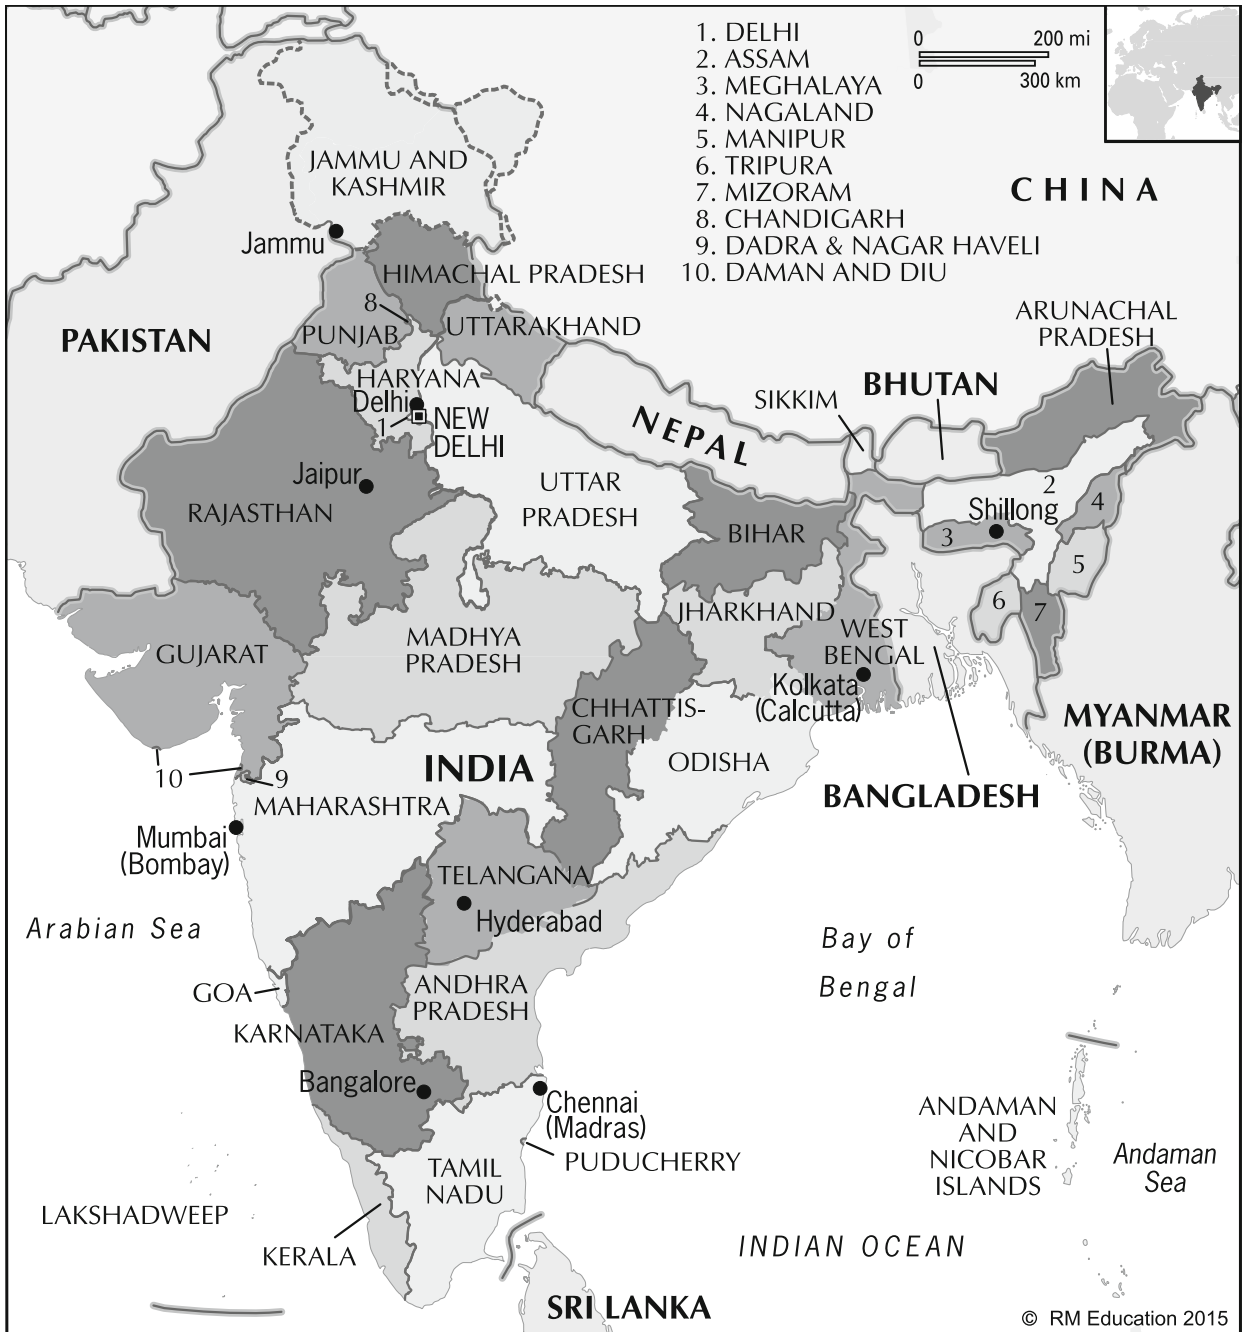 1. DELHI
2. ASSAM
3. MEGHALAYA
4. NAGALAND
5. MANIPUR
6. TRIPURA
7. MIZORAM
8. CHANDIGARH
9. DADRA & NAGAR HAVELI
10. DAMAN AND DIU
0 200 mi
0 300 km
CHINA
JAMMU AND
KASHMIR
Jammu
HIMACHAL PRADESH
8
PUNJAB
UTTARAKHAND
PAKISTAN
ARUNACHAL
PRADESH
HARYANA
Delhi
1
NEW
DELHI
NEPAL
SIKKIM
BHUTAN
Jaipur
RAJASTHAN
UTTAR
PRADESH
BIHAR
2
Shillong
3
4
5
6
7
JHARKHAND
GUJARAT
MADHYA
PRADESH
WEST
BENGAL
Kolkata
(Calcutta)
CHHATTIS-
GARH
ODISHA
MYANMAR
(BURMA)
INDIA
10
9
BANGLADESH
MAHARASHTRA
Mumbai
(Bombay)
TELANGANA
Hyderabad
Arabian Sea
Bay of
Bengal
GOA
ANDHRA
PRADESH
KARNATAKA
Bangalore
Chennai
(Madras)
PUDUCHERRY
ANDAMAN
AND
NICOBAR
ISLANDS
Andaman
Sea
TAMIL
NADU
LAKSHADWEEP
KERALA
INDIAN OCEAN
SRI LANKA
© RM Education 2015